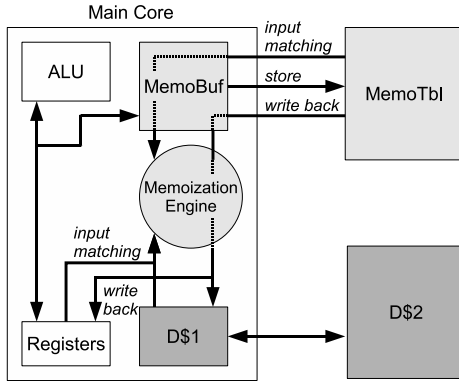 Main Core
input
matching
ALU
MemoBuf
store
MemoTbl
write back
Memoization
Engine
input
matching
write
back
Registers
D$1
D$2